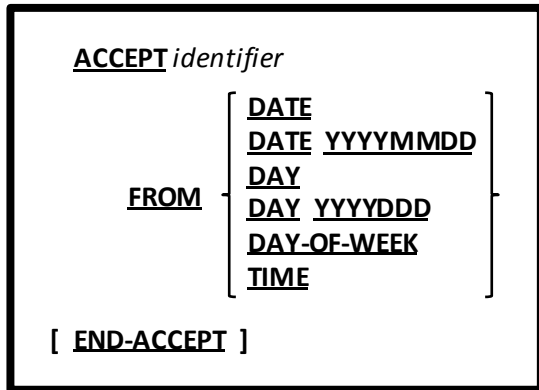 ACCEPT identifier
DATE
DATE YYYYMMDD
DAY
FROM DAY YYYYDDD
DAY-OF-WEEK
TIME
[ END-ACCEPT ]